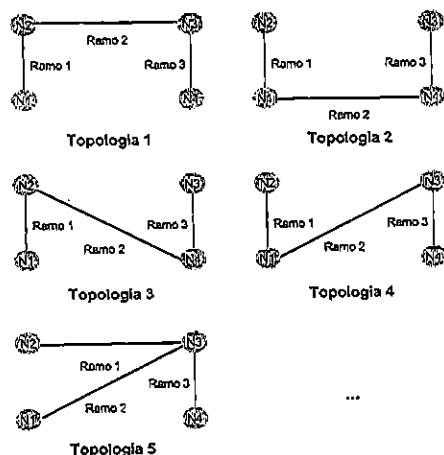 N2 Ramo 2 N3
Ramo 1 Ramo 3
N1 N4
Topologia 1
N2 N3
Ramo 1 Ramo 3
N1 N4
Ramo 2
Topologia 2
N2 N3
Ramo 1 Ramo 3
Ramo 2
N1 N4
Topologia 3
N2 N3
Ramo 1 Ramo 3
Ramo 2
N1 N4
Topologia 4
N2 N3
Ramo 1
Ramo 3
Ramo 2
N1 N4
Topologia 5
...